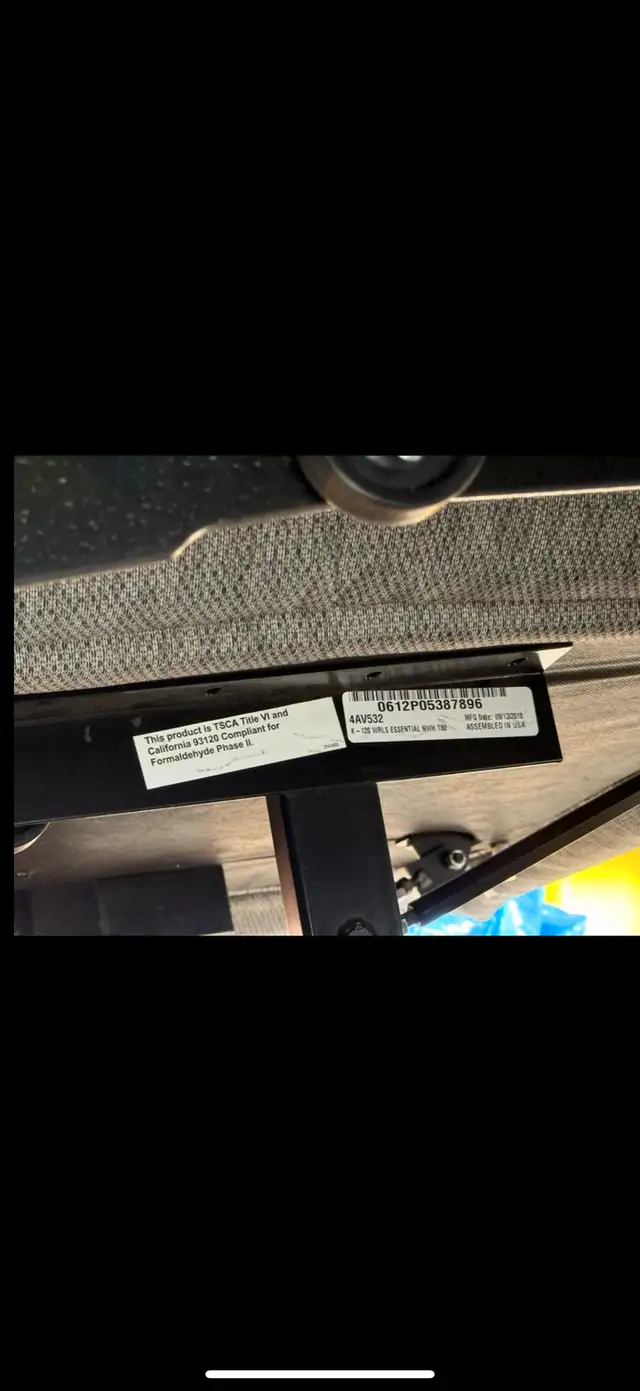 This product is TSCA Title VI and
California 93120 Compliant for
Formaldehyde Phase II.
0612P05387896
4AV532
MFG Date: 09/13/2019
K-120 WRLS ESSENTIAL NWH T80
ASSEMBLED IN USA